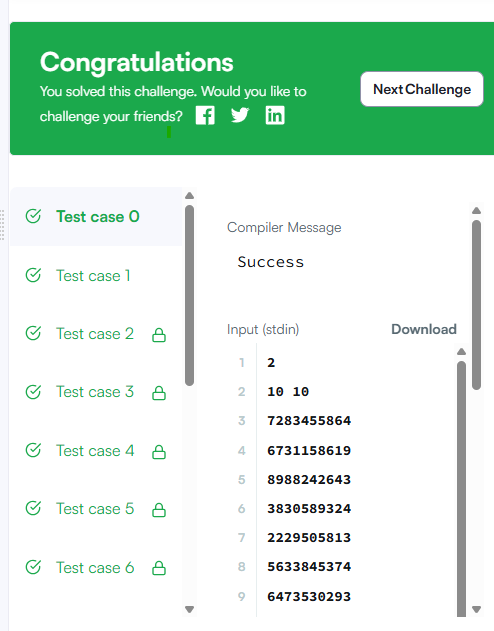 Congratulations
You solved this challenge. Would you like to
challenge your friends?
Next Challenge
Test case 0
Test case 1
Test case 2
Test case 3
Test case 4
Test case 5
Test case 6
Compiler Message
Success
Input (stdin)
Download
1 2
2 10 10
3 7283455864
4 6731158619
5 8988242643
6 3830589324
7 2229505813
8 5633845374
9 6473530293